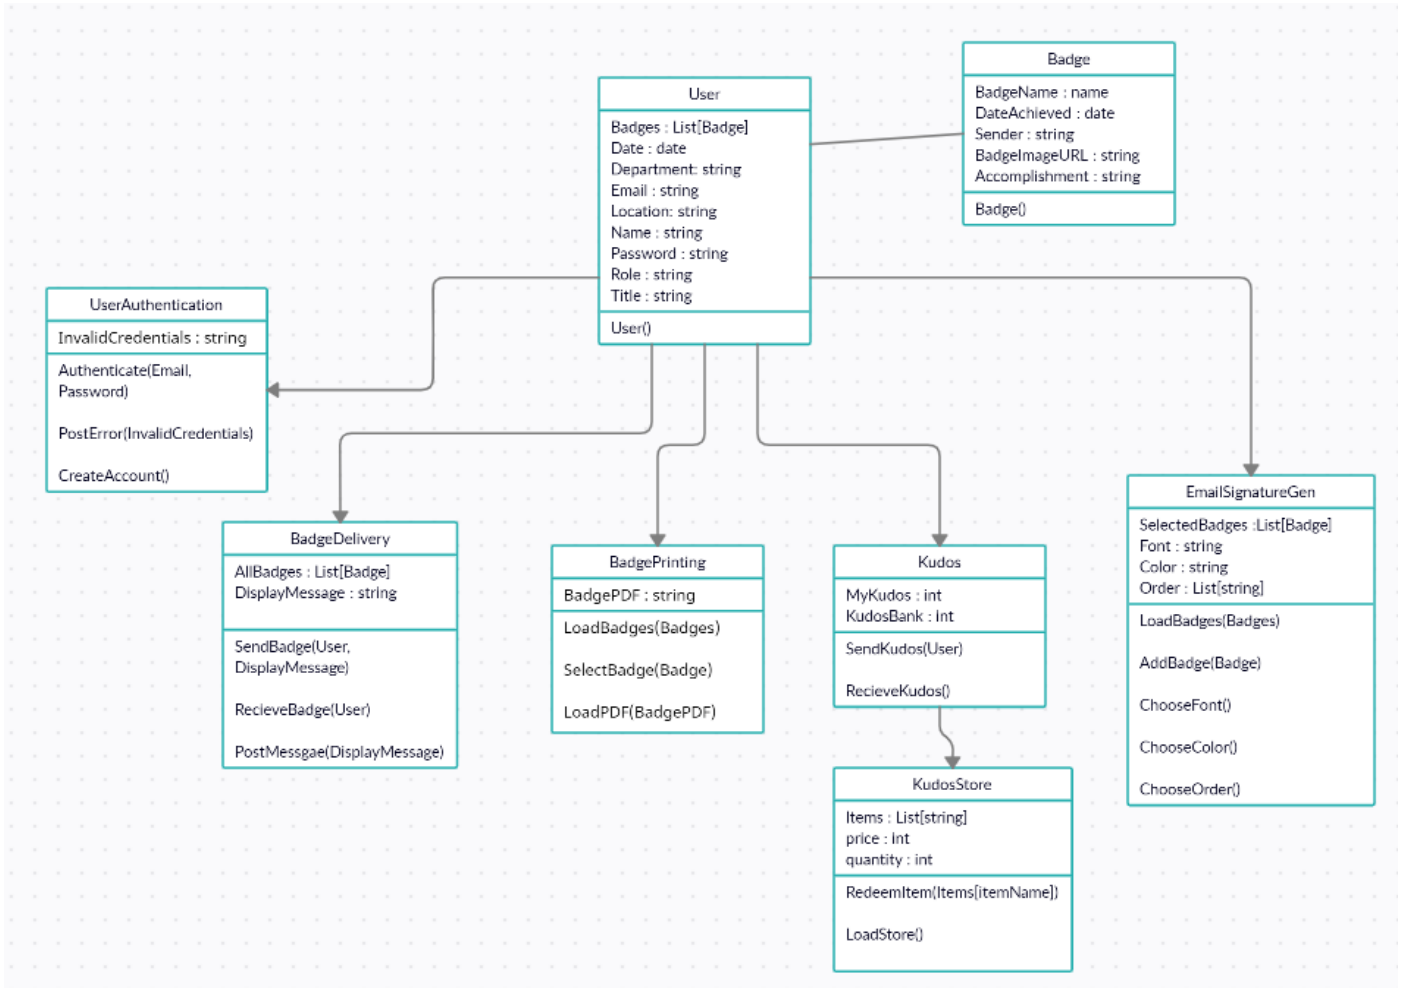 Badge
BadgeName : name
DateAchieved : date
Sender : string
BadgeImageURL : string
Accomplishment : string
Badge()
User
Badges : List[Badge]
Date : date
Department: string
Email : string
Location: string
Name : string
Password : string
Role : string
Title : string
User()
UserAuthentication
InvalidCredentials : string
Authenticate(Email,
Password)
PostError(InvalidCredentials)
CreateAccount()
BadgeDelivery
AllBadges : List[Badge]
DisplayMessage : string
SendBadge(User,
DisplayMessage)
RecieveBadge(User)
PostMessgae(DisplayMessage)
BadgePrinting
BadgePDF : string
LoadBadges(Badges)
SelectBadge(Badge)
LoadPDF(BadgePDF)
Kudos
MyKudos : int
KudosBank : int
SendKudos(User)
RecieveKudos()
KudosStore
Items : List[string]
price : int
quantity : int
RedeemItem(Items[itemName])
LoadStore()
EmailSignatureGen
SelectedBadges :List[Badge]
Font : string
Color : string
Order : List[string]
LoadBadges(Badges)
AddBadge(Badge)
ChooseFont()
ChooseColor()
ChooseOrder()